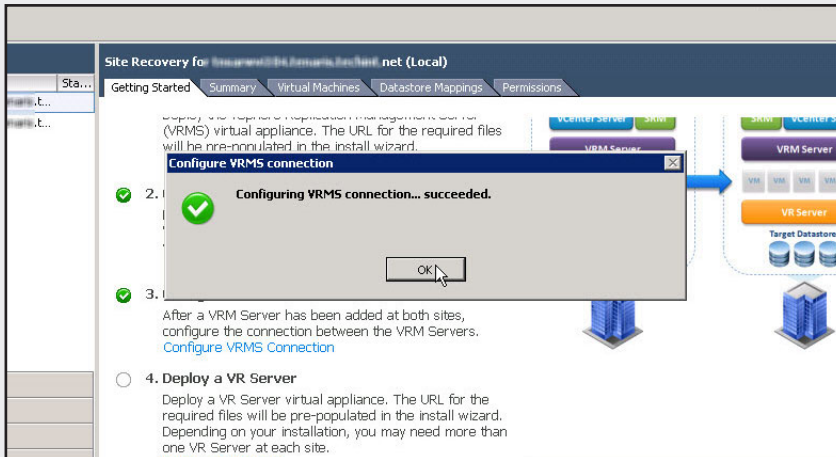 Site Recovery for
.net (Local)
Sta...
Getting Started
Summary
Virtual Machines
Datastore Mappings
Permissions
.t...
.t...
(VRMS) virtual appliance. The URL for the required files
will be pre-populated in the install wizard.
Configure VRMS connection
Configuring VRMS connection... succeeded.
OK
2.
3.
After a VRM Server has been added at both sites,
configure the connection between the VRM Servers.
Configure VRMS Connection
4. Deploy a VR Server
Deploy a VR Server virtual appliance. The URL for the
required files will be pre-populated in the install wizard.
Depending on your installation, you may need more than
one VR Server at each site.
vCenter Server
SRM
VRM Server
SRM
vCenter S
VRM Server
VM
VM
VM
VM
VR Server
Target Datastore